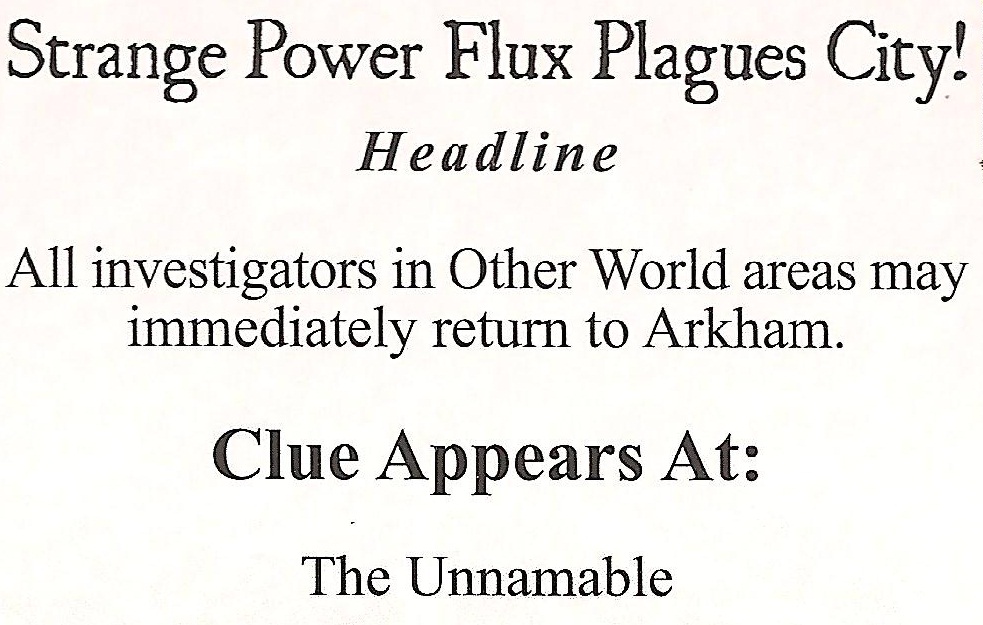 Strange Power Flux Plagues City!
Headline
All investigators in Other World areas may
immediately return to Arkham.
Clue Appears At:
The Unnamable